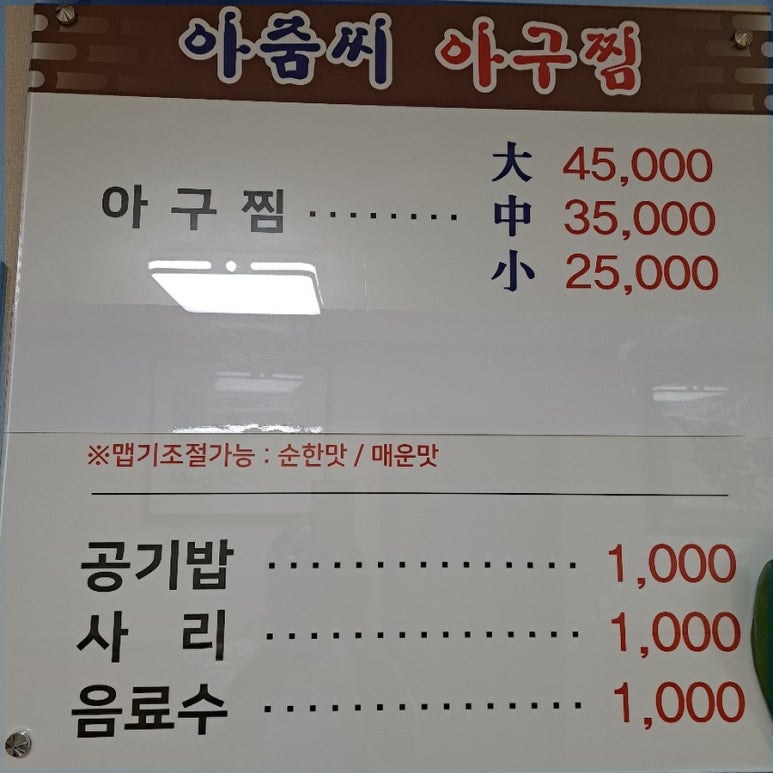 아줌씨 아구찜
大 45,000
아 구 찜 ········ 中 35,000
小 25,000
※맵기조절가능 : 순한맛 / 매운맛
공기밥 ··············· 1,000
사 리 ··············· 1,000
음료수 ··············· 1,000